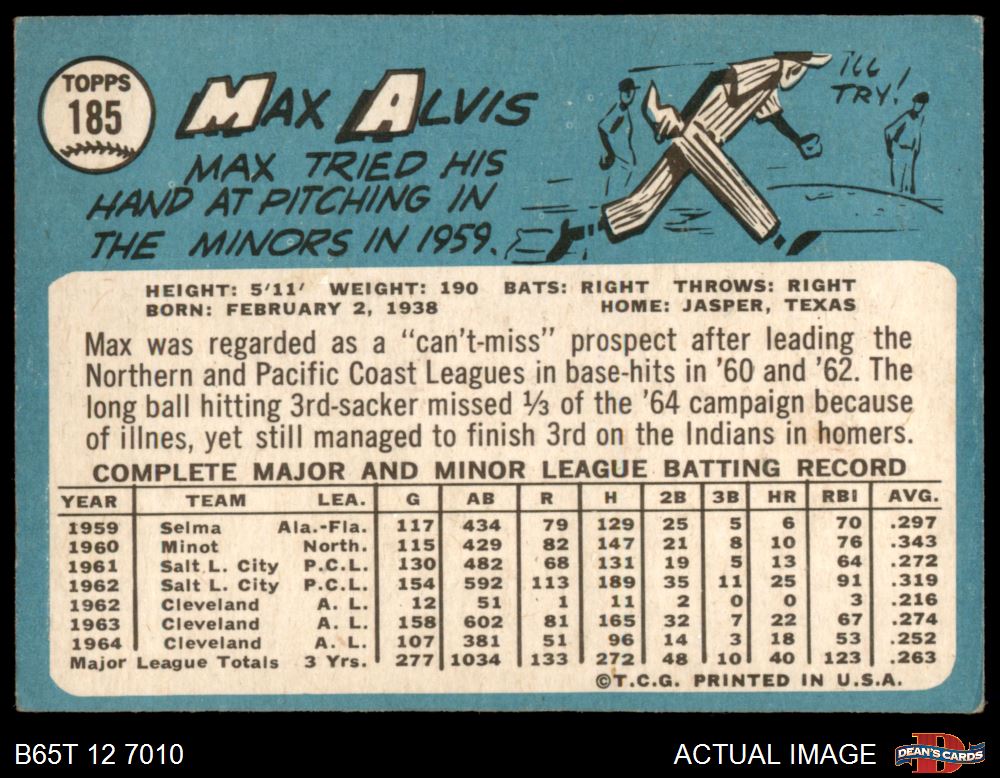 TOPPS
185
MAX ALVIS
I'LL
TRY!
MAX TRIED HIS
HAND AT PITCHING IN
THE MINORS IN 1959.
HEIGHT: 5'11' WEIGHT: 190 BATS: RIGHT THROWS: RIGHT
BORN: FEBRUARY 2, 1938 HOME: JASPER, TEXAS
Max was regarded as a “can’t-miss” prospect after leading the
Northern and Pacific Coast Leagues in base-hits in ’60 and ’62. The
long ball hitting 3rd-sacker missed ⅓ of the ’64 campaign because
of illnes, yet still managed to finish 3rd on the Indians in homers.
COMPLETE MAJOR AND MINOR LEAGUE BATTING RECORD
YEAR TEAM LEA. G AB R H 2B 3B HR RBI AVG.
1959 Selma Ala.-Fla. 117 434 79 129 25 5 6 70 .297
1960 Minot North. 115 429 82 147 21 8 10 76 .343
1961 Salt L. City P.C.L. 130 482 68 131 19 5 13 64 .272
1962 Salt L. City P.C.L. 154 592 113 189 35 11 25 91 .319
1962 Cleveland A. L. 12 51 1 11 2 0 0 3 .216
1963 Cleveland A. L. 158 602 81 165 32 7 22 67 .274
1964 Cleveland A. L. 107 381 51 96 14 3 18 53 .252
Major League Totals 3 Yrs. 277 1034 133 272 48 10 40 123 .263
©T.C.G. PRINTED IN U.S.A.
B65T 12 7010 ACTUAL IMAGE DEAN'S CARDS